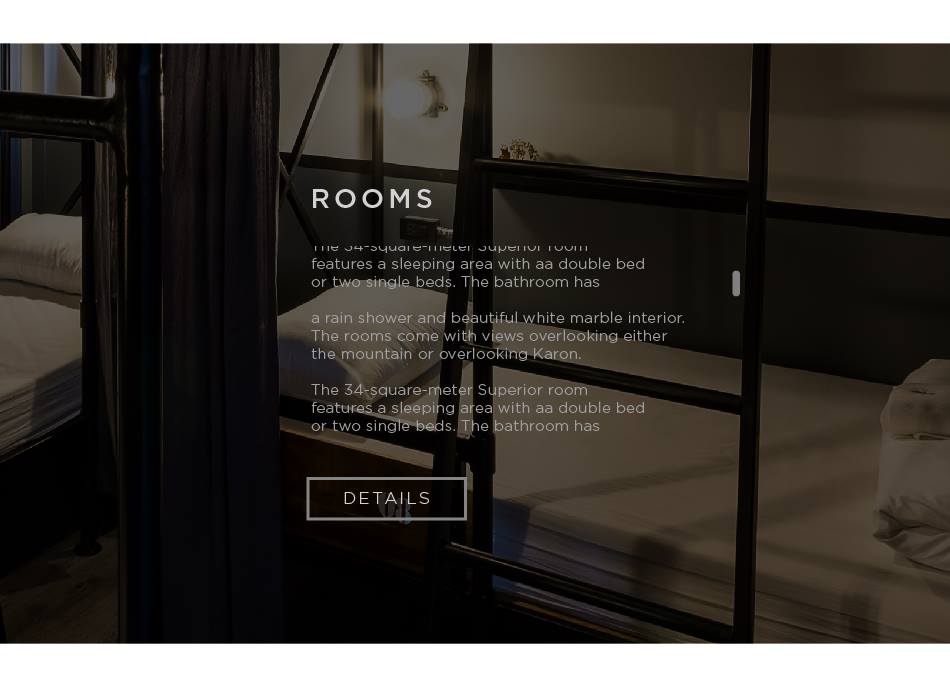 ROOMS
The 34-square-meter Superior room
features a sleeping area with aa double bed
or two single beds. The bathroom has
a rain shower and beautiful white marble interior.
The rooms come with views overlooking either
the mountain or overlooking Karon.
The 34-square-meter Superior room
features a sleeping area with aa double bed
or two single beds. The bathroom has
DETAILS